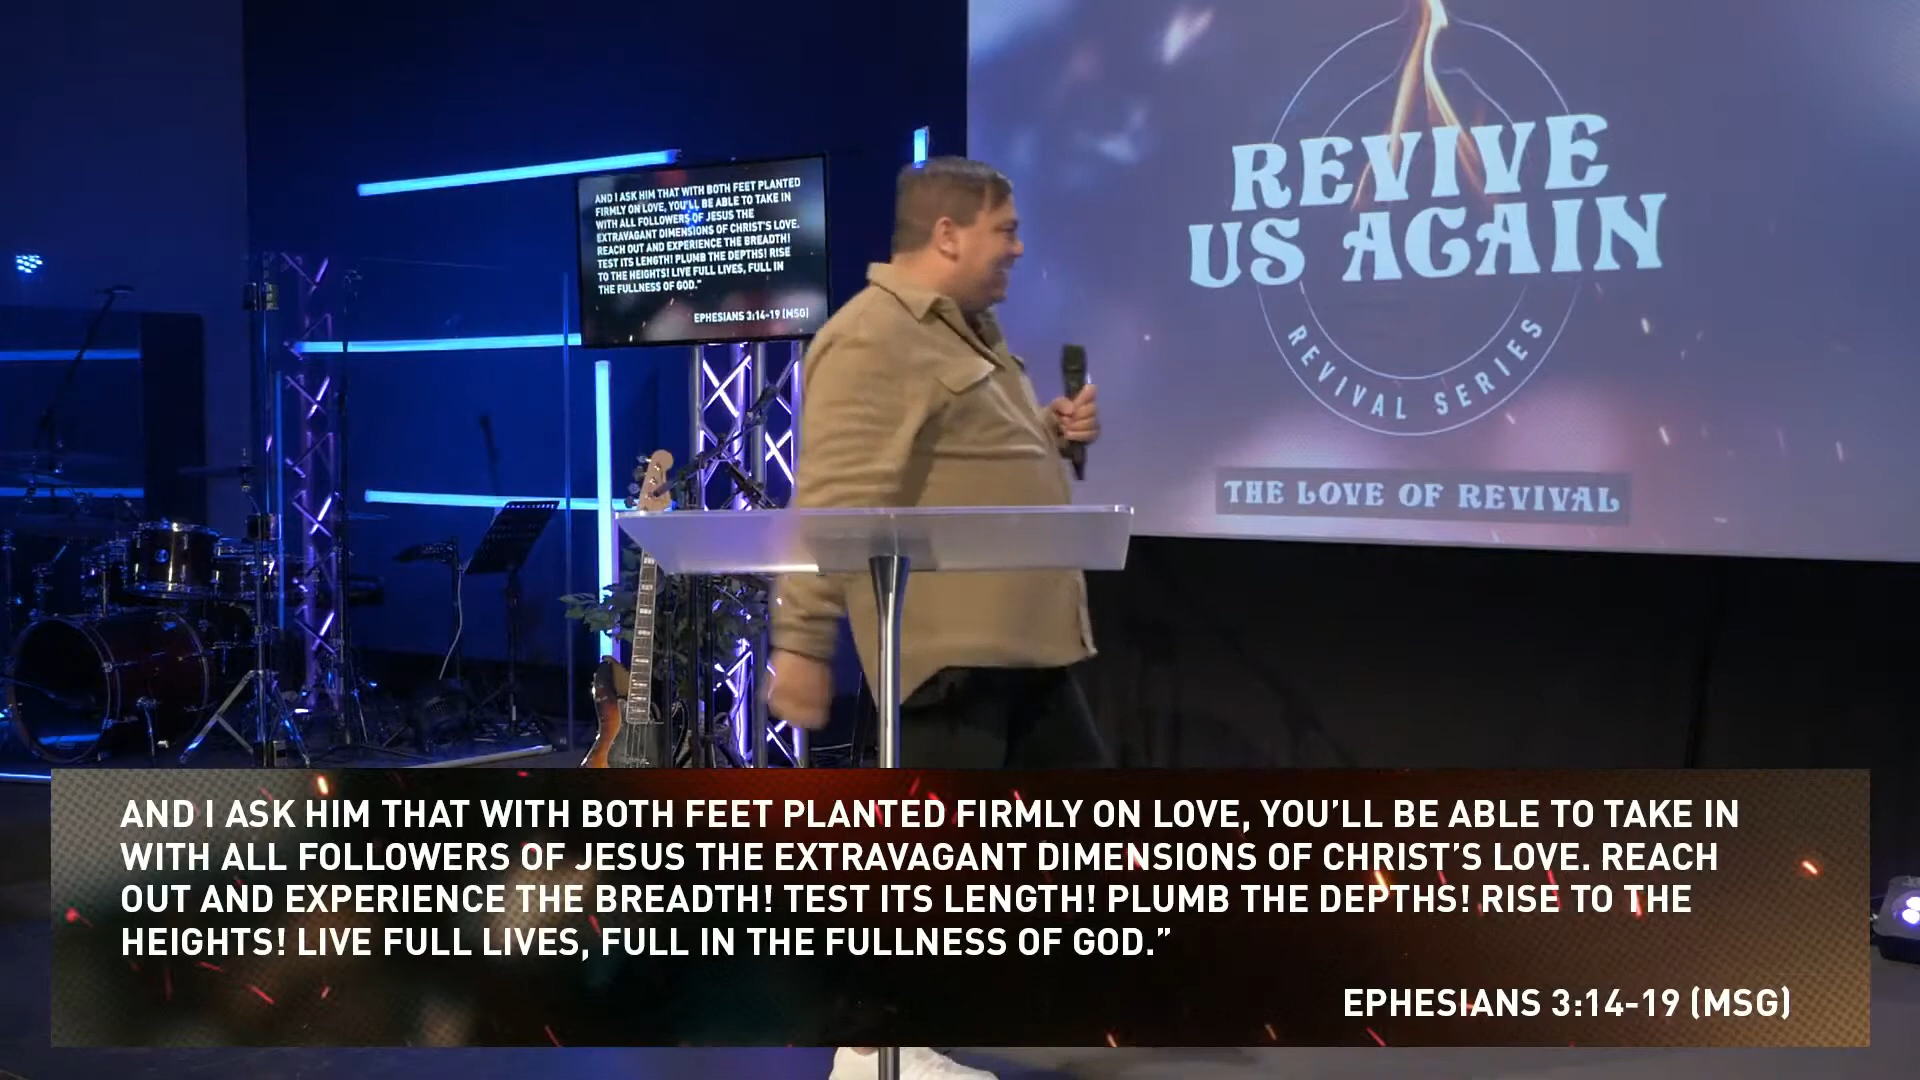 AND I ASK HIM THAT WITH BOTH FEET PLANTED
FIRMLY ON LOVE, YOU'LL BE ABLE TO TAKE IN
WITH ALL FOLLOWERS OF JESUS THE
EXTRAVAGANT DIMENSIONS OF CHRIST'S LOVE.
REACH OUT AND EXPERIENCE THE BREADTH!
TEST ITS LENGTH! PLUMB THE DEPTHS! RISE
TO THE HEIGHTS! LIVE FULL LIVES, FULL IN
THE FULLNESS OF GOD."
EPHESIANS 3:14-19 (MSG)
REVIVE
US AGAIN
REVIVAL SERIES
THE LOVE OF REVIVAL
AND I ASK HIM THAT WITH BOTH FEET PLANTED FIRMLY ON LOVE, YOU’LL BE ABLE TO TAKE IN
WITH ALL FOLLOWERS OF JESUS THE EXTRAVAGANT DIMENSIONS OF CHRIST’S LOVE. REACH
OUT AND EXPERIENCE THE BREADTH! TEST ITS LENGTH! PLUMB THE DEPTHS! RISE TO THE
HEIGHTS! LIVE FULL LIVES, FULL IN THE FULLNESS OF GOD.”
EPHESIANS 3:14-19 (MSG)